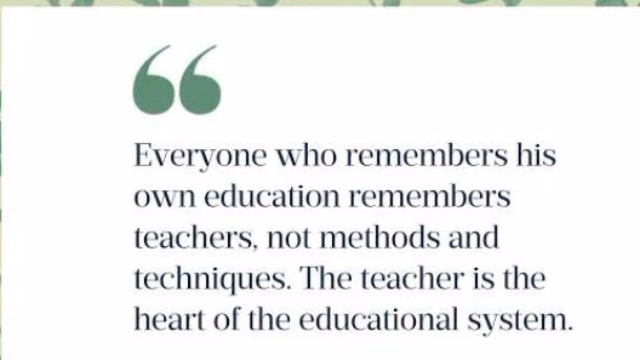 “
Everyone who remembers his
own education remembers
teachers, not methods and
techniques. The teacher is the
heart of the educational system.